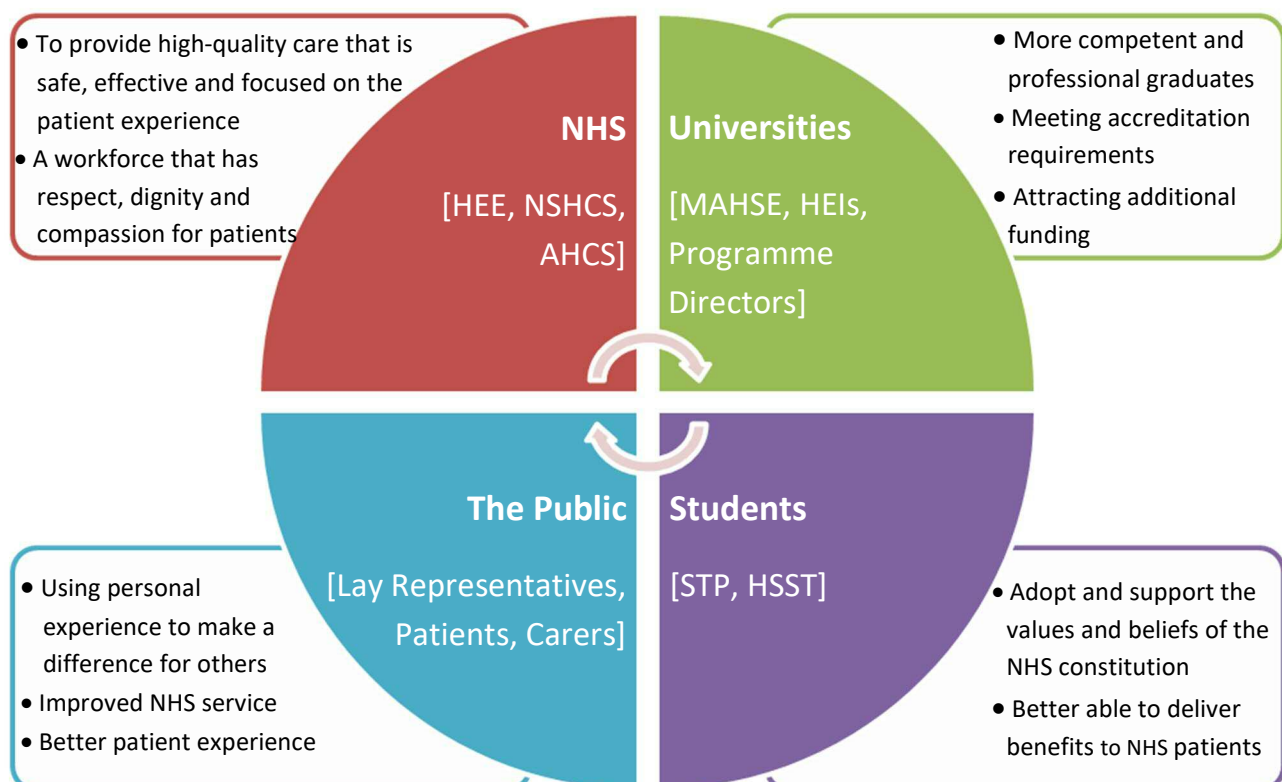 • To provide high-quality care that is
safe, effective and focused on the
patient experience
• A workforce that has
respect, dignity and
compassion for patients
NHS
[HEE, NSHCS,
AHCS]
Universities
[MAHSE, HEIs,
Programme
Directors]
• More competent and
professional graduates
• Meeting accreditation
requirements
• Attracting additional
funding
The Public
[Lay Representatives,
Patients, Carers]
• Using personal
experience to make a
difference for others
• Improved NHS service
• Better patient experience
Students
[STP, HSST]
• Adopt and support the
values and beliefs of the
NHS constitution
• Better able to deliver
benefits to NHS patients